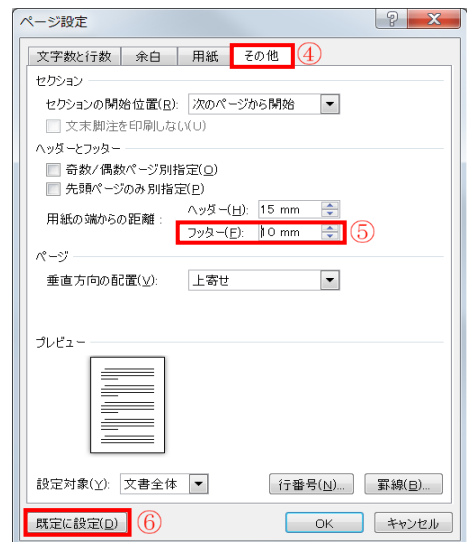 ページ設定
文字数と行数 余白 用紙 その他 ④
セクション
セクションの開始位置(R): 次のページから開始
文末脚注を印刷しない(U)
ヘッダーとフッター
奇数/偶数ページ別指定(O)
先頭ページのみ別指定(P)
用紙の端からの距離: ヘッダー(H): 15 mm
フッター(F): 10 mm ⑤
ページ
垂直方向の配置(V): 上寄せ
プレビュー
設定対象(Y): 文書全体 行番号(N)... 罫線(B)...
既定に設定(D) ⑥ OK キャンセル